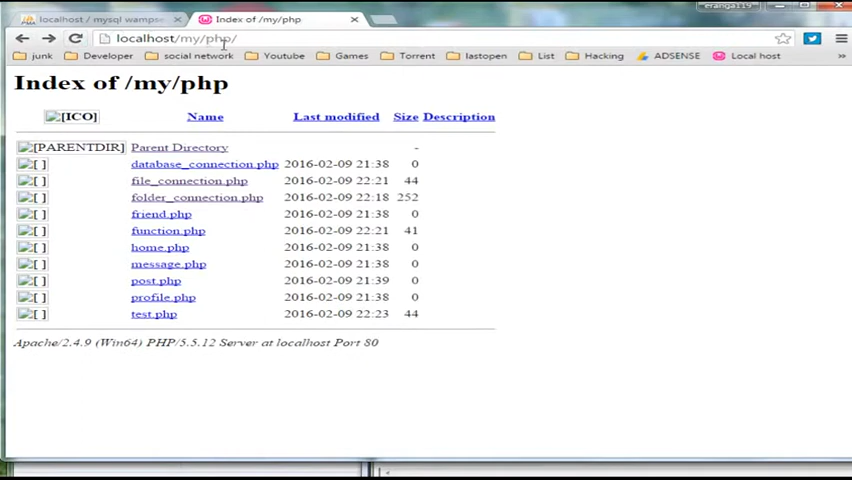 eranga119
localhost / mysql wampse
Index of /my/php
localhost/my/php/
junk Developer social network Youtube Games Torrent lastopen List Hacking ADSENSE Local host »
Index of /my/php
[ICO] Name Last modified Size Description
[PARENTDIR] Parent Directory -
[ ] database_connection.php 2016-02-09 21:38 0
[ ] file_connection.php 2016-02-09 22:21 44
[ ] folder_connection.php 2016-02-09 22:18 252
[ ] friend.php 2016-02-09 21:38 0
[ ] function.php 2016-02-09 22:21 41
[ ] home.php 2016-02-09 21:38 0
[ ] message.php 2016-02-09 21:38 0
[ ] post.php 2016-02-09 21:39 0
[ ] profile.php 2016-02-09 21:38 0
[ ] test.php 2016-02-09 22:23 44
Apache/2.4.9 (Win64) PHP/5.5.12 Server at localhost Port 80